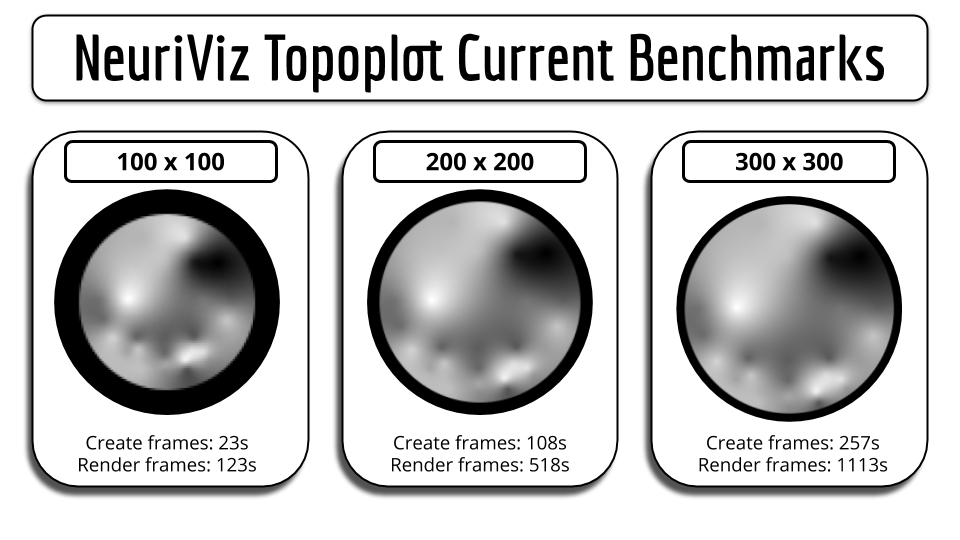 NeuriViz Topoplot Current Benchmarks
100 x 100
Create frames: 23s
Render frames: 123s
200 x 200
Create frames: 108s
Render frames: 518s
300 x 300
Create frames: 257s
Render frames: 1113s